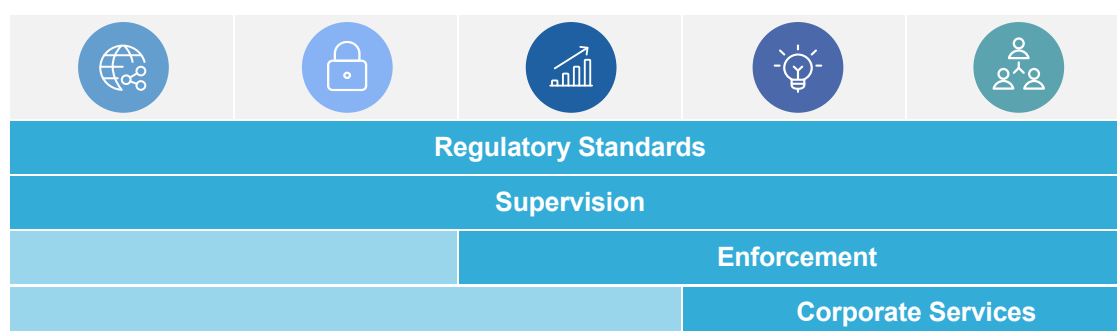 Regulatory Standards
Supervision
Enforcement
Corporate Services